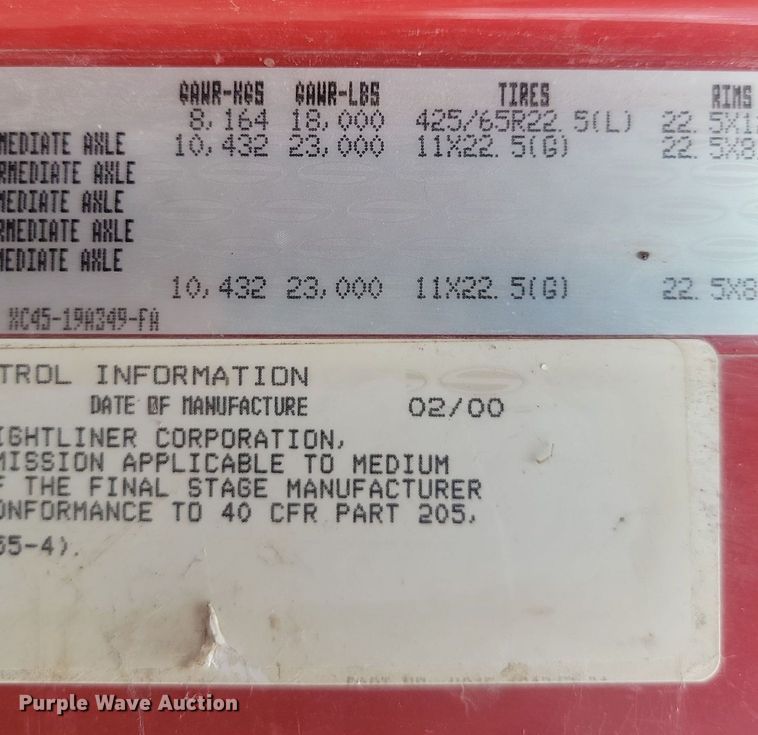 GAWR-KGS GAWR-LBS TIRES RIMS
8,164 18,000 425/65R22.5(L) 22.5X1
MEDIATE AXLE 10,432 23,000 11X22.5(G) 22.5X8
RMEDIATE AXLE
MEDIATE AXLE
RMEDIATE AXLE
MEDIATE AXLE
10,432 23,000 11X22.5(G) 22.5X8
XC45-19A349-FA
TROL INFORMATION
DATE OF MANUFACTURE 02/00
IGHTLINER CORPORATION,
MISSION APPLICABLE TO MEDIUM
F THE FINAL STAGE MANUFACTURER
ONFORMANCE TO 40 CFR PART 205,
55-4).
Purple Wave Auction